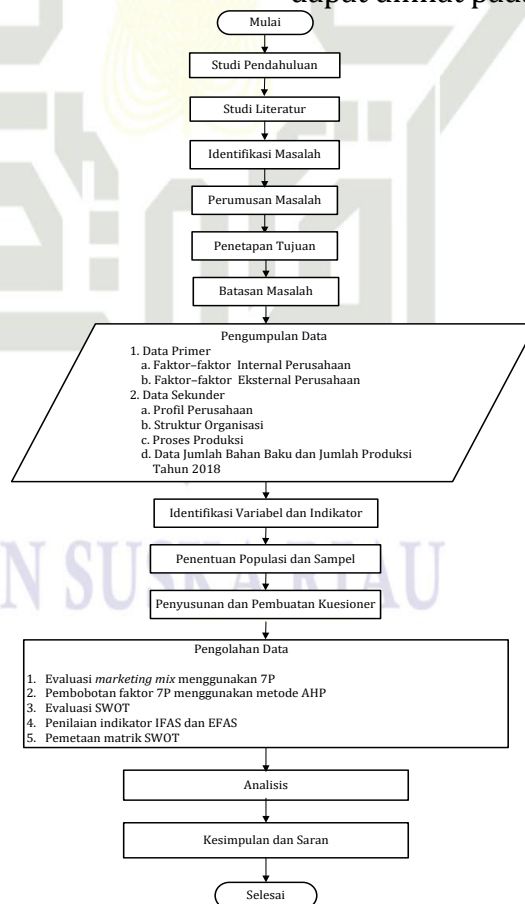 Mulai
Studi Pendahuluan
Studi Literatur
Identifikasi Masalah
Perumusan Masalah
Penetapan Tujuan
Batasan Masalah
Pengumpulan Data
1. Data Primer
a. Faktor–faktor Internal Perusahaan
b. Faktor–faktor Eksternal Perusahaan
2. Data Sekunder
a. Profil Perusahaan
b. Struktur Organisasi
c. Proses Produksi
d. Data Jumlah Bahan Baku dan Jumlah Produksi
Tahun 2018
Identifikasi Variabel dan Indikator
Penentuan Populasi dan Sampel
N SUSKA RIAU
Penyusunan dan Pembuatan Kuesioner
Pengolahan Data
1. Evaluasi marketing mix menggunakan 7P
2. Pembobotan faktor 7P menggunakan metode AHP
3. Evaluasi SWOT
4. Penilaian indikator IFAS dan EFAS
5. Pemetaan matrik SWOT
Analisis
Kesimpulan dan Saran
Selesai